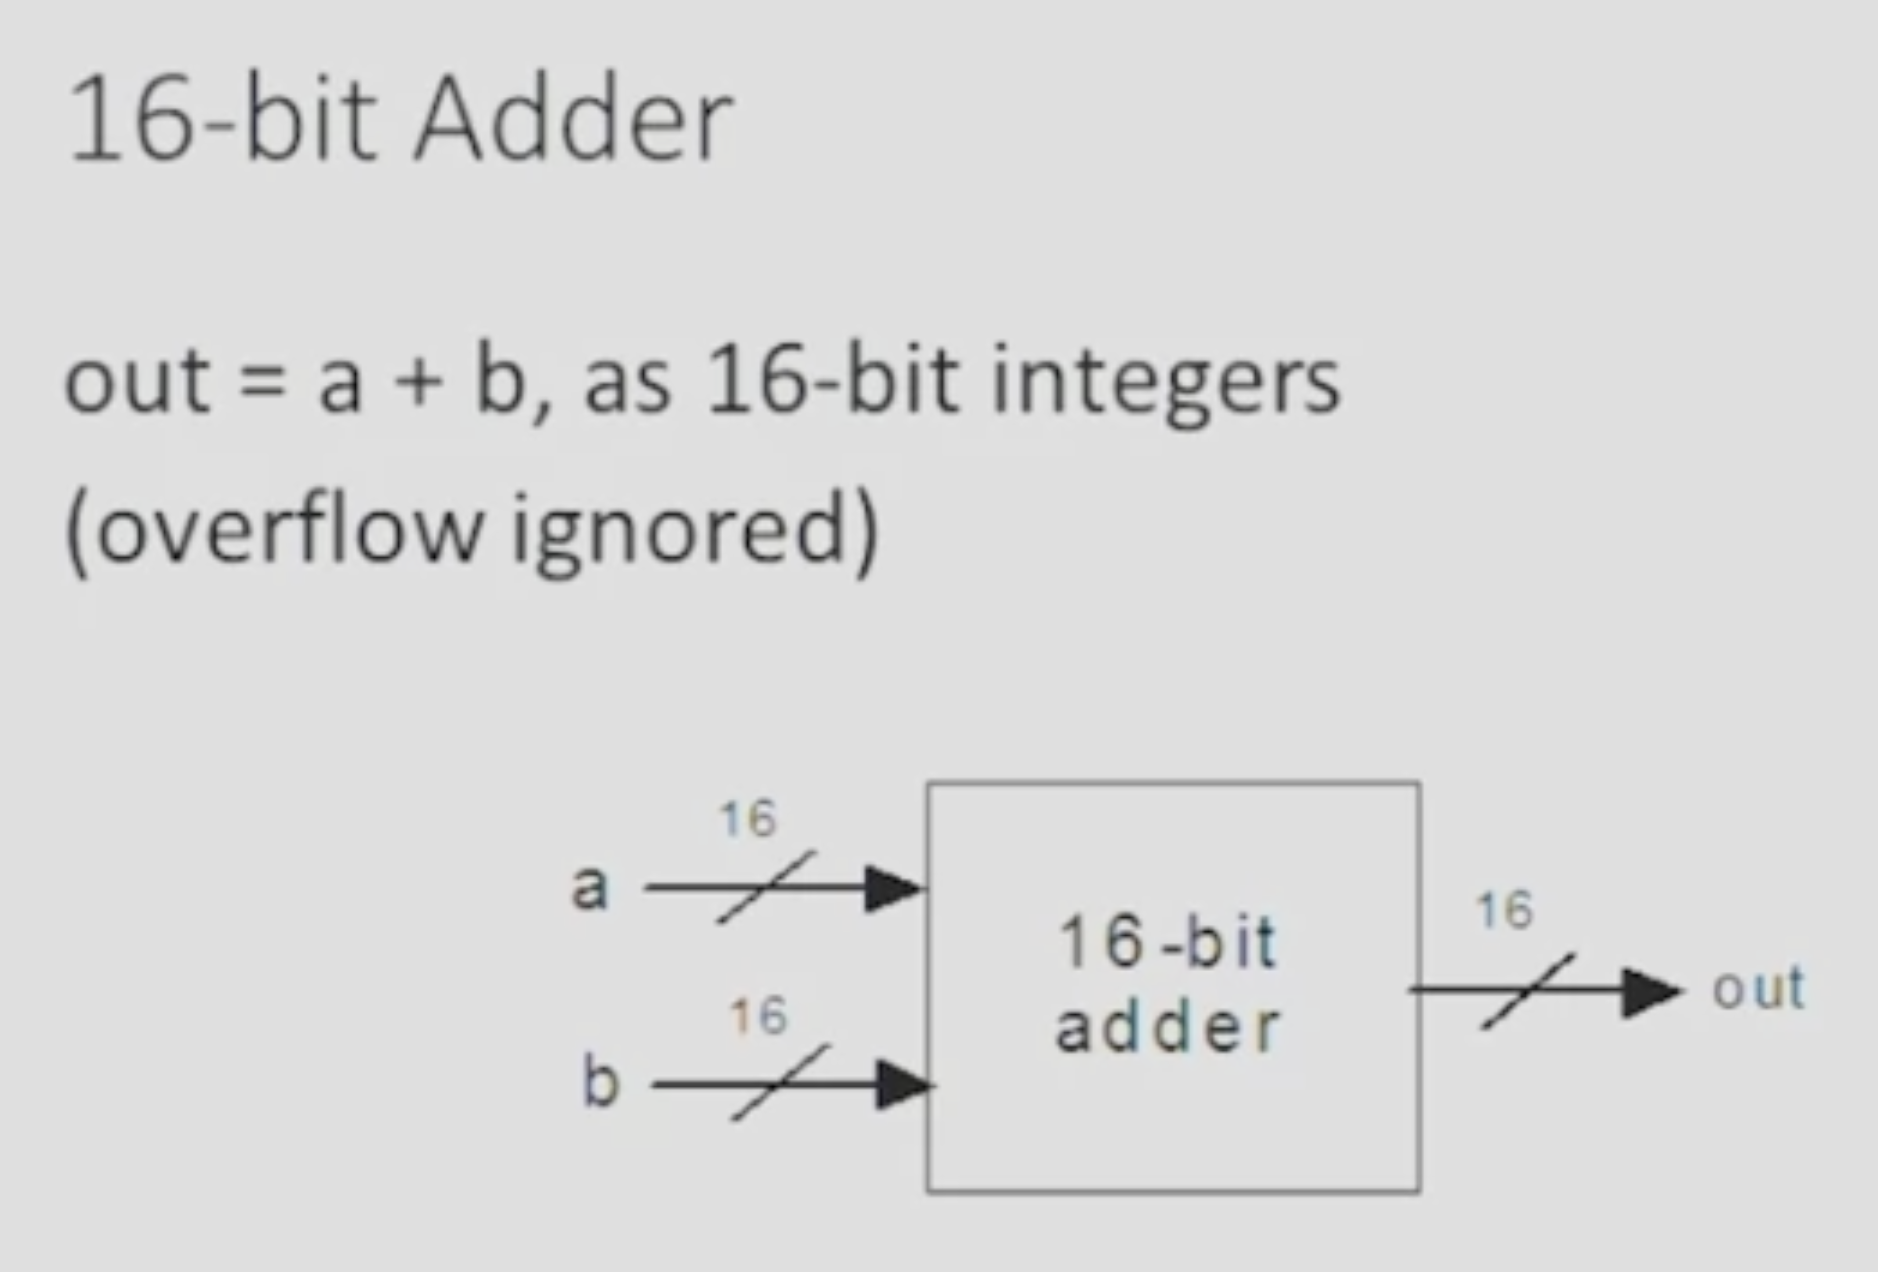 16-bit Adder
out = a + b, as 16-bit integers
(overflow ignored)
16
a
16
b
16-bit
adder
16
out